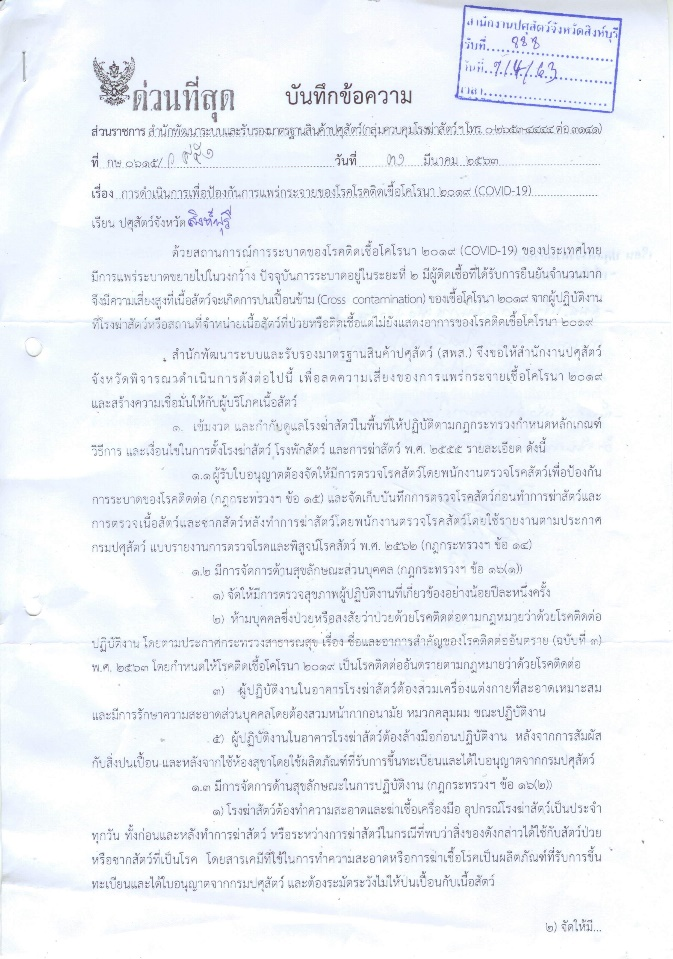 สำนักงานปศุสัตว์จังหวัดสิงห์บุรี
รับที่ 888
วันที่ 1/4/63
เวลา
ด่วนที่สุด บันทึกข้อความ
ส่วนราชการ สำนักพัฒนาระบบและรับรองมาตรฐานสินค้าปศุสัตว์(กลุ่มควบคุมโรงฆ่าสัตว์ฯ โทร. ๐-๒๖๕๓-๔๔๔๔ ต่อ ๓๑๔๑)
ที่ กษ ๐๖๑๕/ วันที่ ๓๑ มีนาคม ๒๕๖๓
เรื่อง การดำเนินการเพื่อป้องกันการแพร่กระจายของโรคโรคติดเชื้อโคโรนา ๒๐๑๙ (COVID-19)
เรียน ปศุสัตว์จังหวัดสิงห์บุรี
ด้วยสถานการณ์การระบาดของโรคติดเชื้อโคโรนา ๒๐๑๙ (COVID-19) ของประเทศไทย
มีการแพร่ระบาดขยายไปในวงกว้าง ปัจจุบันการระบาดอยู่ในระยะที่ ๒ มีผู้ติดเชื้อที่ได้รับการยืนยันจำนวนมาก
จึงมีความเสี่ยงสูงที่เนื้อสัตว์จะเกิดการปนเปื้อนข้าม (Cross contamination) ของเชื้อโคโรนา ๒๐๑๙ จากผู้ปฏิบัติงาน
ที่โรงฆ่าสัตว์หรือสถานที่จำหน่ายเนื้อสัตว์ที่ป่วยหรือติดเชื้อแต่ไม่ยังแสดงอาการของโรคติดเชื้อโคโรนา ๒๐๑๙
สำนักพัฒนาระบบและรับรองมาตรฐานสินค้าปศุสัตว์ (สพส.) จึงขอให้สำนักงานปศุสัตว์
จังหวัดพิจารณาดำเนินการดังต่อไปนี้ เพื่อลดความเสี่ยงของการแพร่กระจายเชื้อโคโรนา ๒๐๑๙
และสร้างความเชื่อมั่นให้กับผู้บริโภคเนื้อสัตว์
๑. เข้มงวด และกำกับดูแลโรงฆ่าสัตว์ในพื้นที่ให้ปฏิบัติตามกฎกระทรวงกำหนดหลักเกณฑ์
วิธีการ และเงื่อนไขในการตั้งโรงฆ่าสัตว์ โรงพักสัตว์ และการฆ่าสัตว์ พ.ศ. ๒๕๕๕ รายละเอียด ดังนี้
๑.๑ผู้รับใบอนุญาตต้องจัดให้มีการตรวจโรคสัตว์โดยพนักงานตรวจโรคสัตว์เพื่อป้องกัน
การระบาดของโรคติดต่อ (กฎกระทรวงฯ ข้อ ๑๕) และจัดเก็บบันทึกการตรวจโรคสัตว์ก่อนทำการฆ่าสัตว์และ
การตรวจเนื้อสัตว์และซากสัตว์หลังทำการฆ่าสัตว์โดยพนักงานตรวจโรคสัตว์โดยใช้รายงานตามประกาศ
กรมปศุสัตว์ แบบรายงานการตรวจโรคและพิสูจน์โรคสัตว์ พ.ศ. ๒๕๖๒ (กฎกระทรวงฯ ข้อ ๑๔)
๑.๒ มีการจัดการด้านสุขลักษณะส่วนบุคคล (กฎกระทรวงฯ ข้อ ๑๖(๑))
๑) จัดให้มีการตรวจสุขภาพผู้ปฏิบัติงานที่เกี่ยวข้องอย่างน้อยปีละหนึ่งครั้ง
๒) ห้ามบุคคลซึ่งป่วยหรือสงสัยว่าป่วยด้วยโรคติดต่อตามกฎหมายว่าด้วยโรคติดต่อ
ปฏิบัติงาน โดยตามประกาศกระทรวงสาธารณสุข เรื่อง ชื่อและอาการสำคัญของโรคติดต่ออันตราย (ฉบับที่ ๓)
พ.ศ. ๒๕๖๓ โดยกำหนดให้โรคติดเชื้อโคโรนา ๒๐๑๙ เป็นโรคติดต่ออันตรายตามกฎหมายว่าด้วยโรคติดต่อ
๓) ผู้ปฏิบัติงานในอาคารโรงฆ่าสัตว์ต้องสวมเครื่องแต่งกายที่สะอาดเหมาะสม
และมีการรักษาความสะอาดส่วนบุคคลโดยต้องสวมหน้ากากอนามัย หมวกคลุมผม ขณะปฏิบัติงาน
๕) ผู้ปฏิบัติงานในอาคารโรงฆ่าสัตว์ต้องล้างมือก่อนปฏิบัติงาน หลังจากการสัมผัส
กับสิ่งปนเปื้อน และหลังจากใช้ห้องสุขาโดยใช้ผลิตภัณฑ์ที่รับการขึ้นทะเบียนและได้ใบอนุญาตจากกรมปศุสัตว์
๑.๓ มีการจัดการด้านสุขลักษณะในการปฏิบัติงาน (กฎกระทรวงฯ ข้อ ๑๖(๒))
๑) โรงฆ่าสัตว์ต้องทำความสะอาดและฆ่าเชื้อเครื่องมือ อุปกรณ์โรงฆ่าสัตว์เป็นประจำ
ทุกวัน ทั้งก่อนและหลังทำการฆ่าสัตว์ หรือระหว่างการฆ่าสัตว์ในกรณีที่พบว่าสิ่งของดังกล่าวได้ใช้กับสัตว์ป่วย
หรือซากสัตว์ที่เป็นโรค โดยสารเคมีที่ใช้ในการทำความสะอาดหรือการฆ่าเชื้อโรคเป็นผลิตภัณฑ์ที่รับการขึ้น
ทะเบียนและได้ใบอนุญาตจากกรมปศุสัตว์ และต้องระมัดระวังไม่ให้ปนเปื้อนกับเนื้อสัตว์
๒) จัดให้มี...